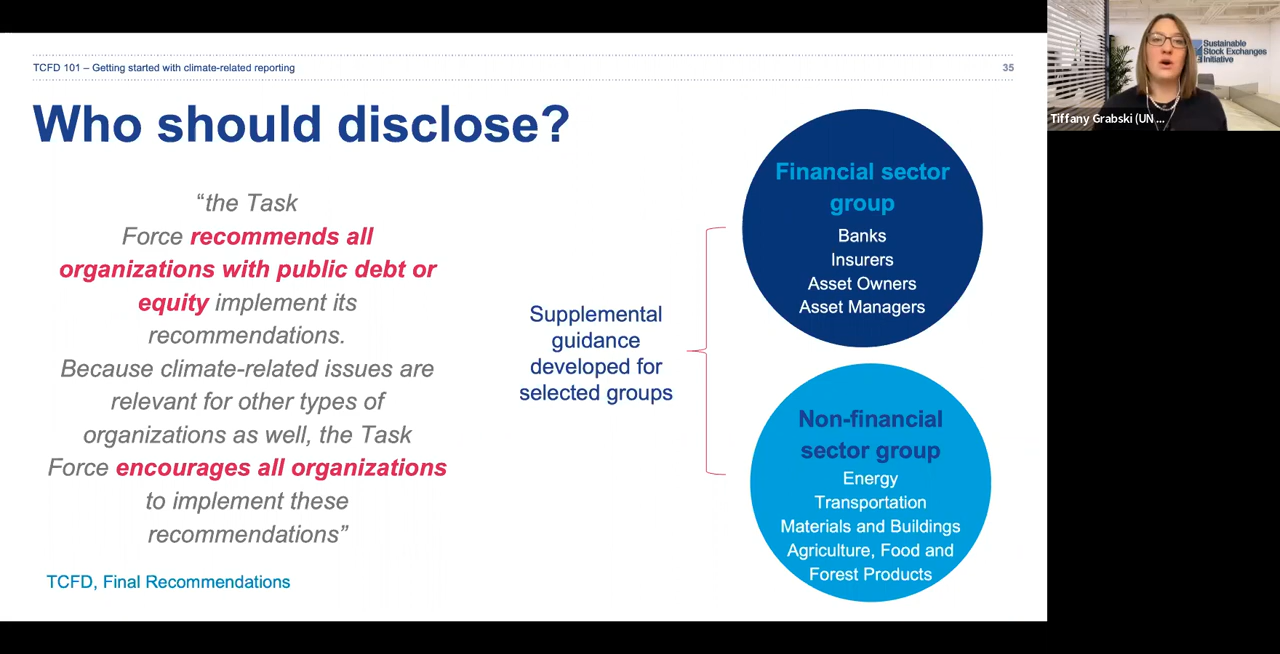 TCFD 101 – Getting started with climate-related reporting
35
Who should disclose?
“the Task
Force recommends all
organizations with public debt or
equity implement its
recommendations.
Because climate-related issues are
relevant for other types of
organizations as well, the Task
Force encourages all organizations
to implement these
recommendations”
TCFD, Final Recommendations
Supplemental
guidance
developed for
selected groups
Financial sector
group
Banks
Insurers
Asset Owners
Asset Managers
Non-financial
sector group
Energy
Transportation
Materials and Buildings
Agriculture, Food and
Forest Products
Sustainable
Stock Exchanges
Initiative
Tiffany Grabski (UN ...